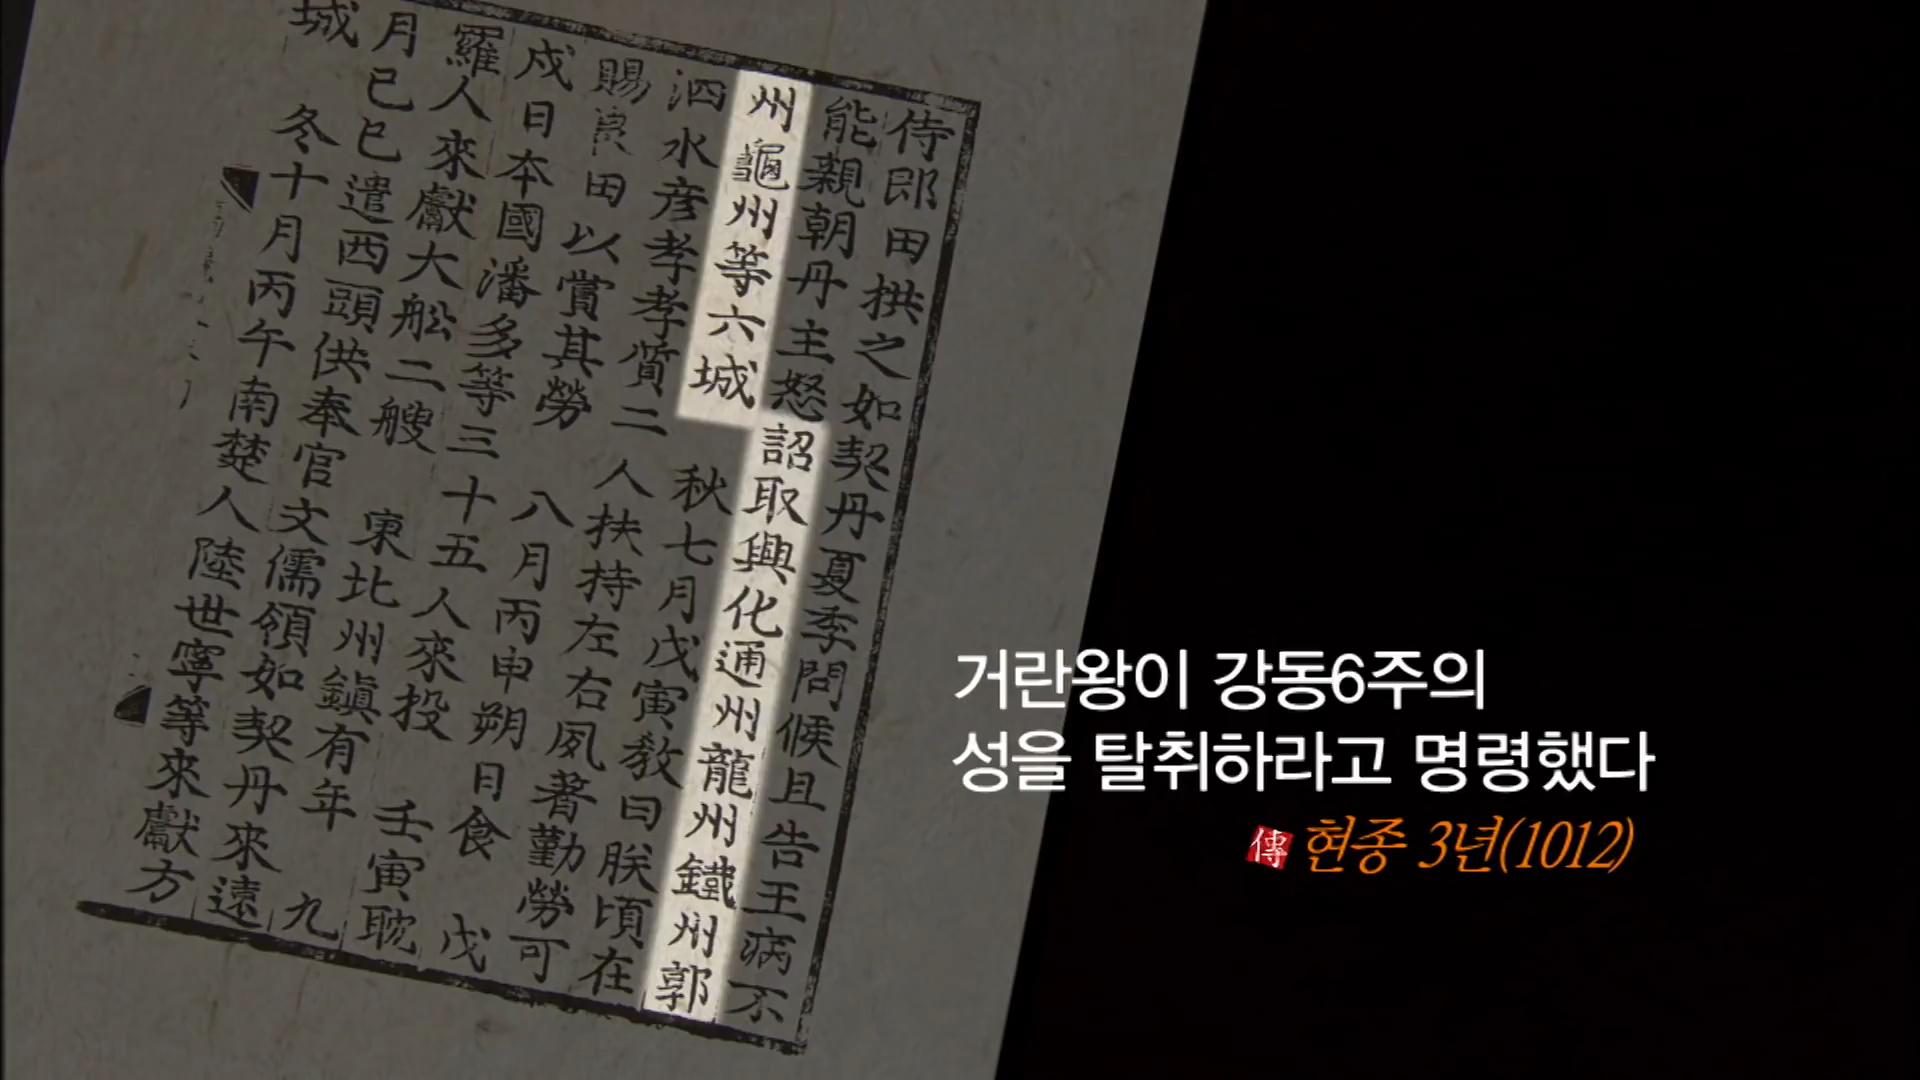 侍郎田拱之如契丹夏季問候且告王病不
能親朝丹主怒詔取興化通州龍州鐵州郭
州龜州等六城 秋七月戊寅敎曰朕頃在
泗水彦孝孝質二人扶持左右夙著勤勞可
賜田以賞其勞 八月丙申朔日食 戊
戌日本國潘多等三十五人來投 壬寅耽
羅人來獻大舩二艘 東北州鎭有年 九
月己巳遣西頭供奉官文儒領如契丹來遠
城 冬十月丙午南楚人陸世寧等來獻方
거란왕이 강동6주의
성을 탈취하라고 명령했다
傳 현종 3년(1012)